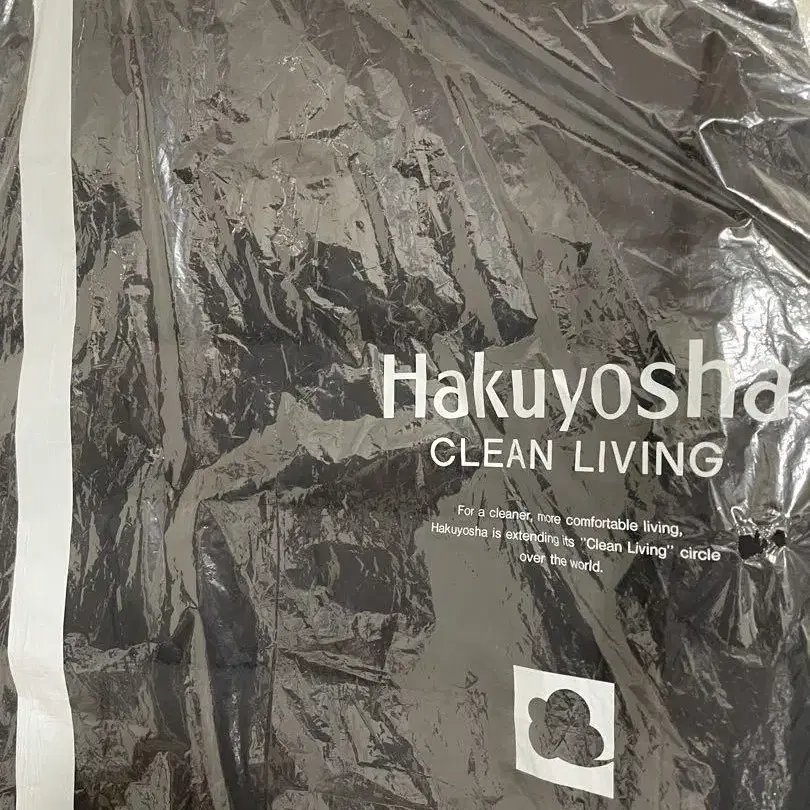 Hakuyosha
CLEAN LIVING
For a cleaner, more comfortable living,
Hakuyosha is extending its "Clean Living" circle
over the world.